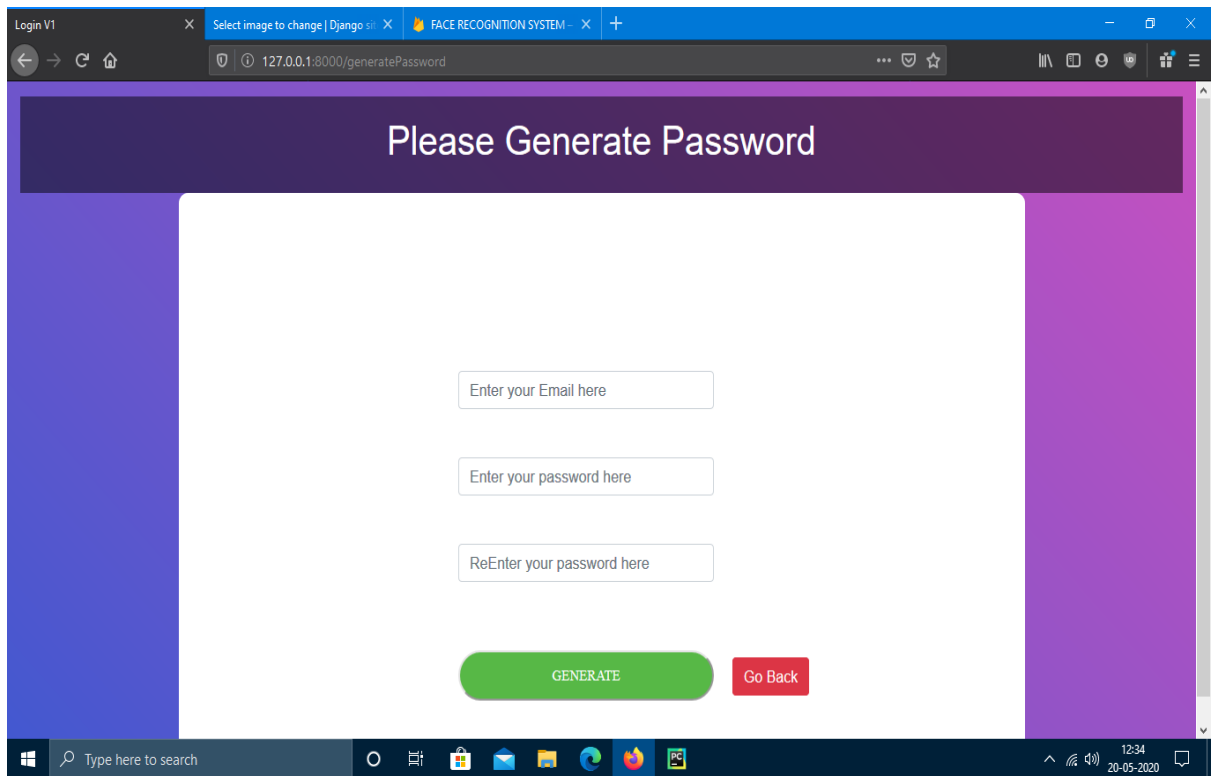 Login V1
Select image to change | Django sit
FACE RECOGNITION SYSTEM -
127.0.0.1:8000/generatePassword
Please Generate Password
Enter your Email here
Enter your password here
ReEnter your password here
GENERATE
Go Back
Type here to search
PC
12:34
20-05-2020